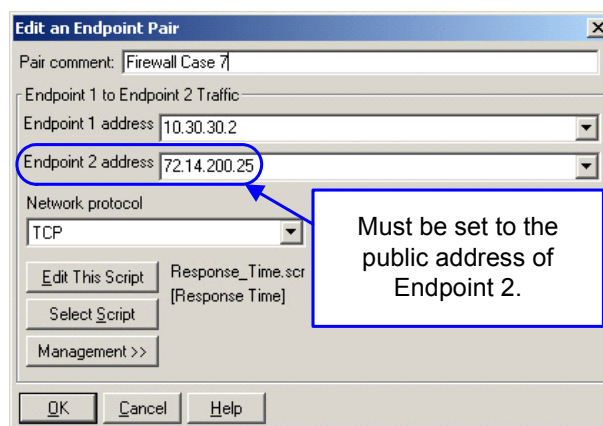 Edit an Endpoint Pair
Pair comment: Firewall Case 7
Endpoint 1 to Endpoint 2 Traffic
Endpoint 1 address 10.30.30.2
Endpoint 2 address 72.14.200.25
Network protocol
TCP
Must be set to the
public address of
Endpoint 2.
Edit This Script
Response_Time.scr
[Response Time]
Select Script
Management >>
OK Cancel Help